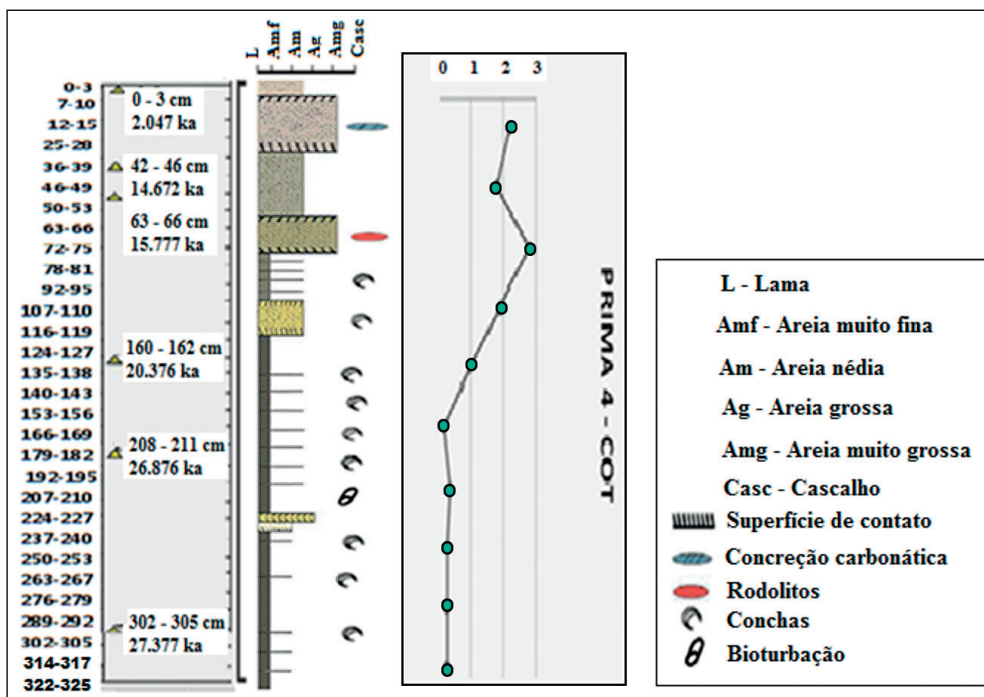 L
Amf
Am
Ag
Amg
Casc
0-3
7-10
12-15
25-28
36-39
46-49
50-53
63-66
72-75
78-81
92-95
107-110
116-119
124-127
135-138
140-143
153-156
166-169
179-182
192-195
207-210
224-227
237-240
250-253
263-267
276-279
289-292
302-305
314-317
322-325
0 - 3 cm
2.047 ka
42 - 46 cm
14.672 ka
63 - 66 cm
15.777 ka
160 - 162 cm
20.376 ka
208 - 211 cm
26.876 ka
302 - 305 cm
27.377 ka
0 1 2 3
PRIMA 4 - COT
L - Lama
Amf - Areia muito fina
Am - Areia nédia
Ag - Areia grossa
Amg - Areia muito grossa
Casc - Cascalho
Superfície de contato
Concreção carbonática
Rodolitos
Conchas
Bioturbação